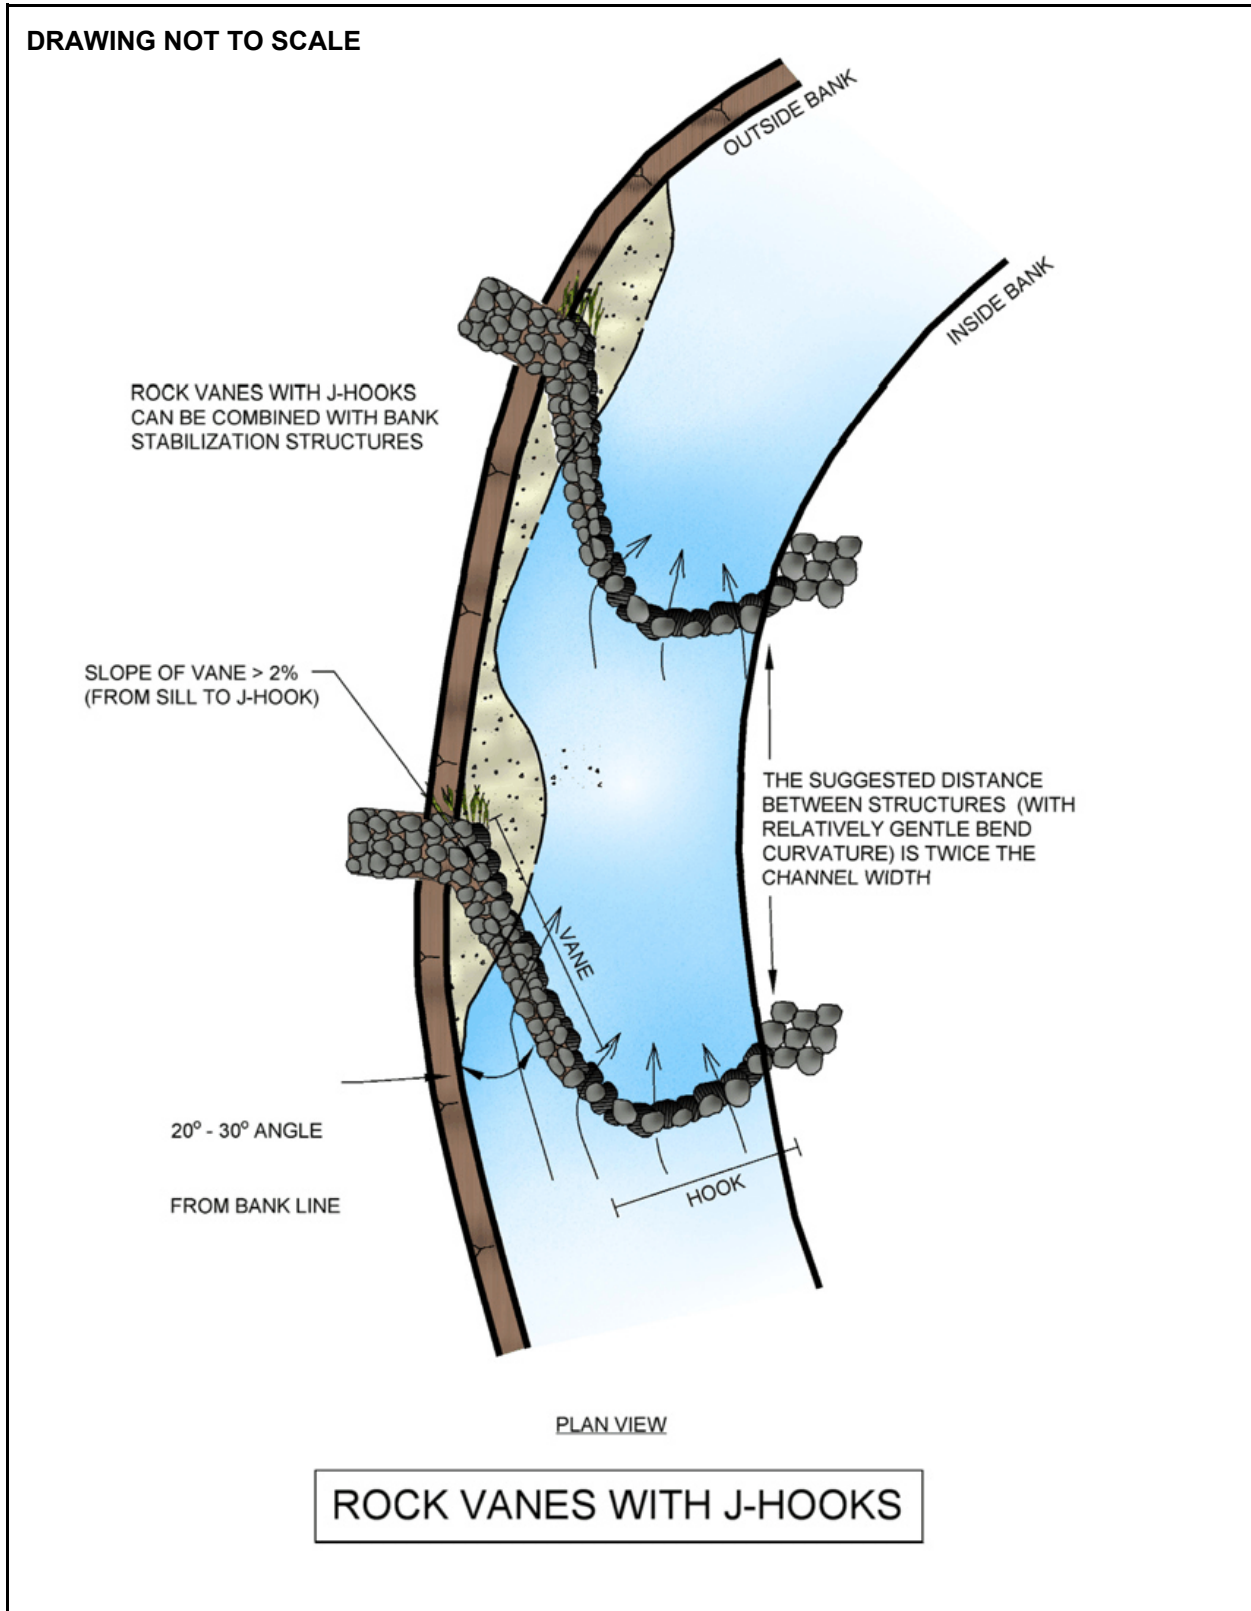 DRAWING NOT TO SCALE
OUTSIDE BANK
INSIDE BANK
ROCK VANES WITH J-HOOKS
CAN BE COMBINED WITH BANK
STABILIZATION STRUCTURES
SLOPE OF VANE > 2%
(FROM SILL TO J-HOOK)
THE SUGGESTED DISTANCE
BETWEEN STRUCTURES (WITH
RELATIVELY GENTLE BEND
CURVATURE) IS TWICE THE
CHANNEL WIDTH
VANE
20° - 30° ANGLE
FROM BANK LINE
HOOK
PLAN VIEW
ROCK VANES WITH J-HOOKS